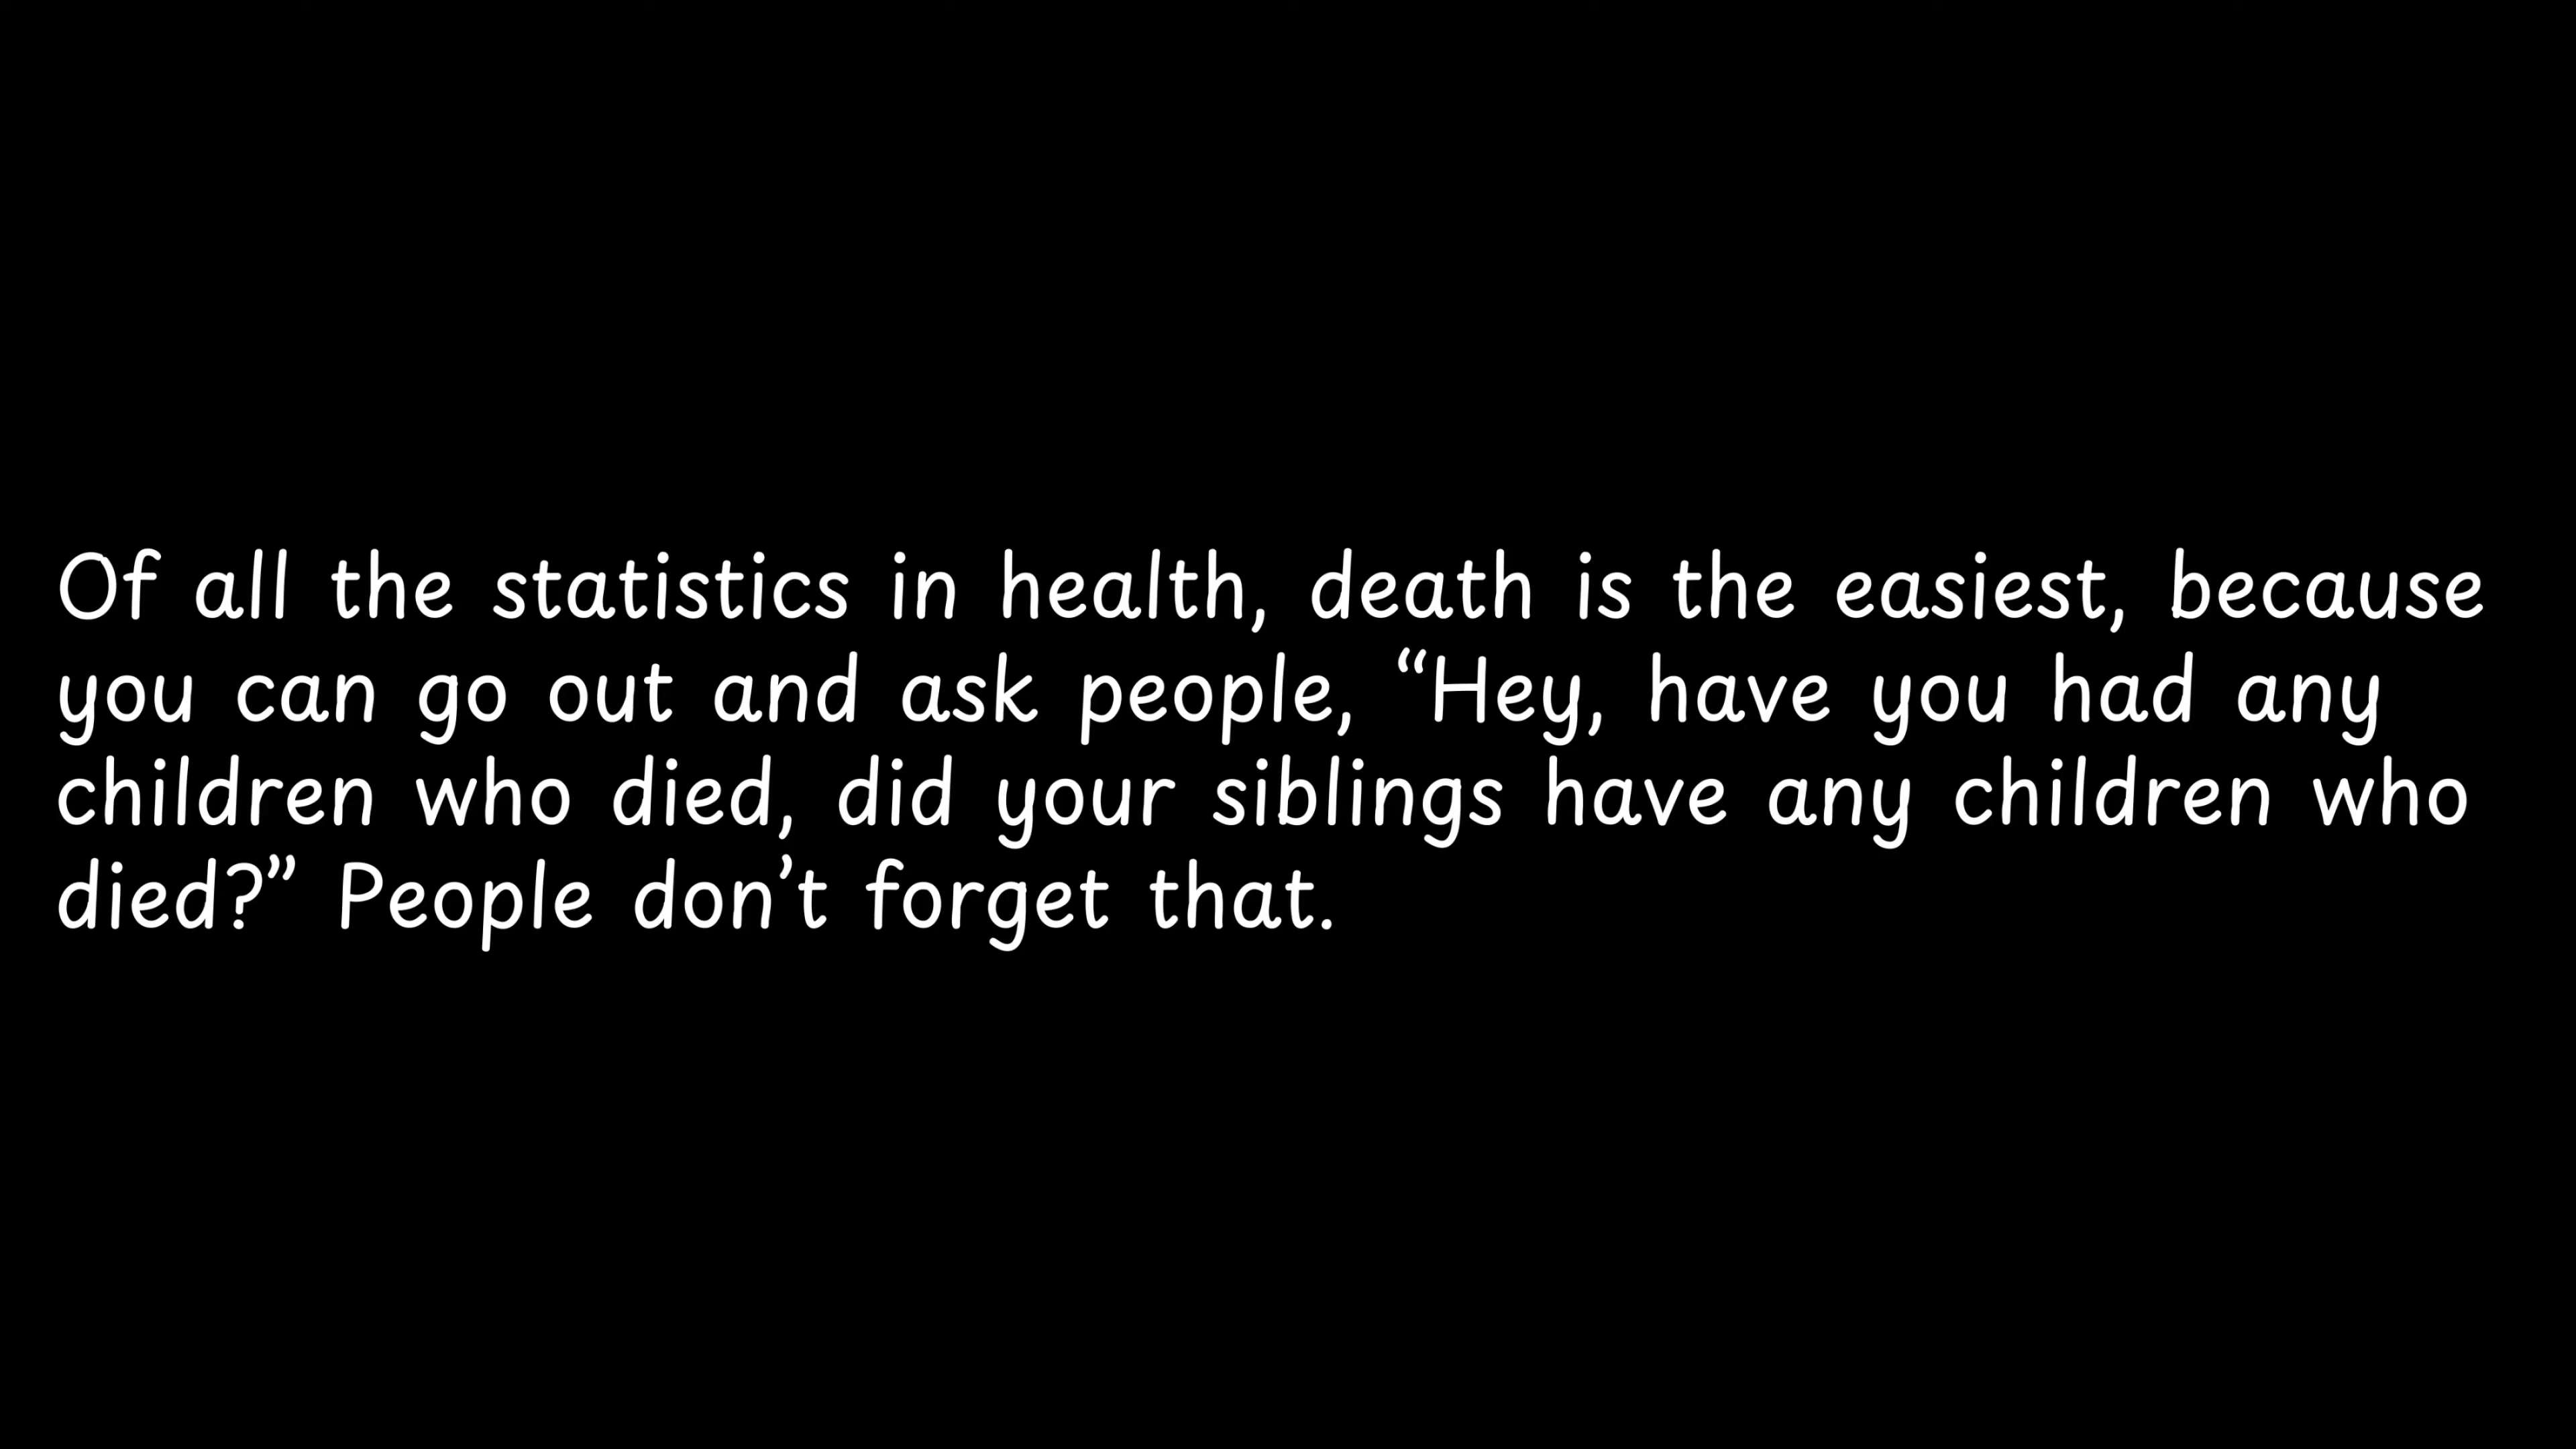 Of all the statistics in health, death is the easiest, because
you can go out and ask people, “Hey, have you had any
children who died, did your siblings have any children who
died?” People don’t forget that.